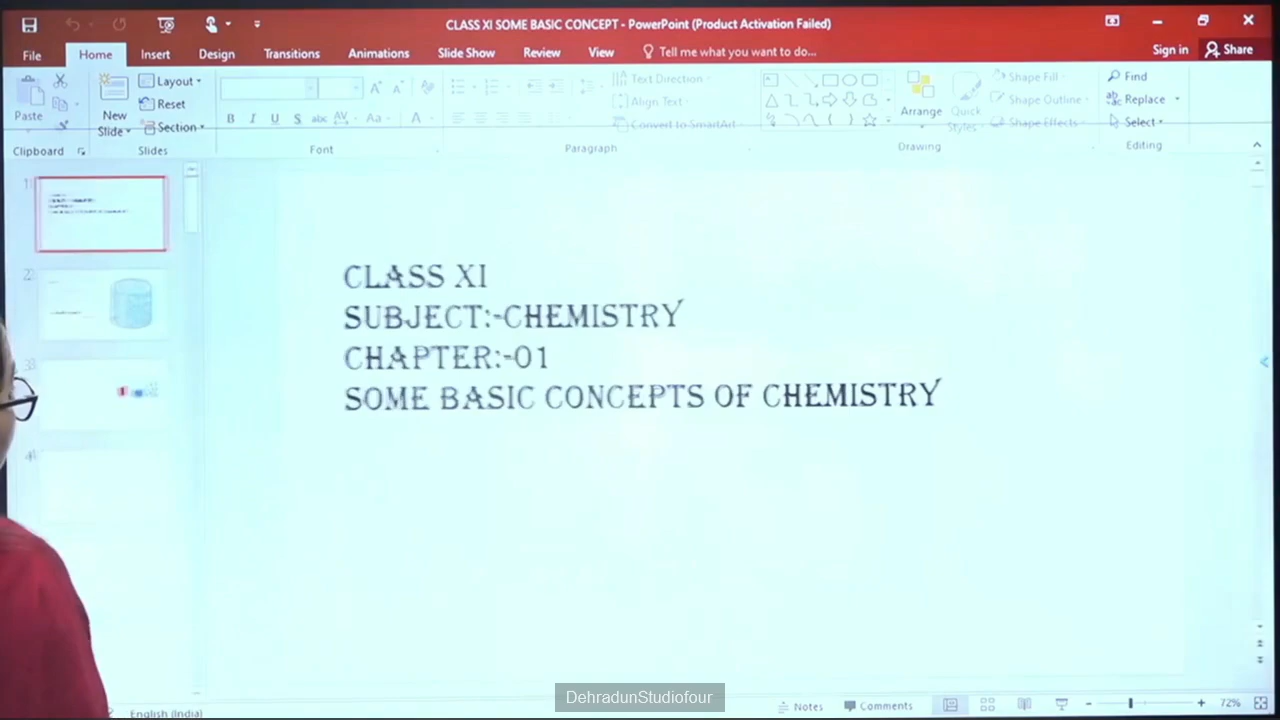 CLASS XI SOME BASIC CONCEPT - PowerPoint (Product Activation Failed)
File Home Insert Design Transitions Animations Slide Show Review View Tell me what you want to do... Sign in Share
Paste
New Slide
Layout
Reset
Section
Text Direction
Align Text
Convert to SmartArt
Arrange
Quick Styles
Shape Fill
Shape Outline
Shape Effects
Find
Replace
Select
Clipboard Slides Font Paragraph Drawing Editing
CLASS XI
SUBJECT:-CHEMISTRY
CHAPTER:-01
SOME BASIC CONCEPTS OF CHEMISTRY
DehradunStudiofour
English (India) Notes Comments 72%